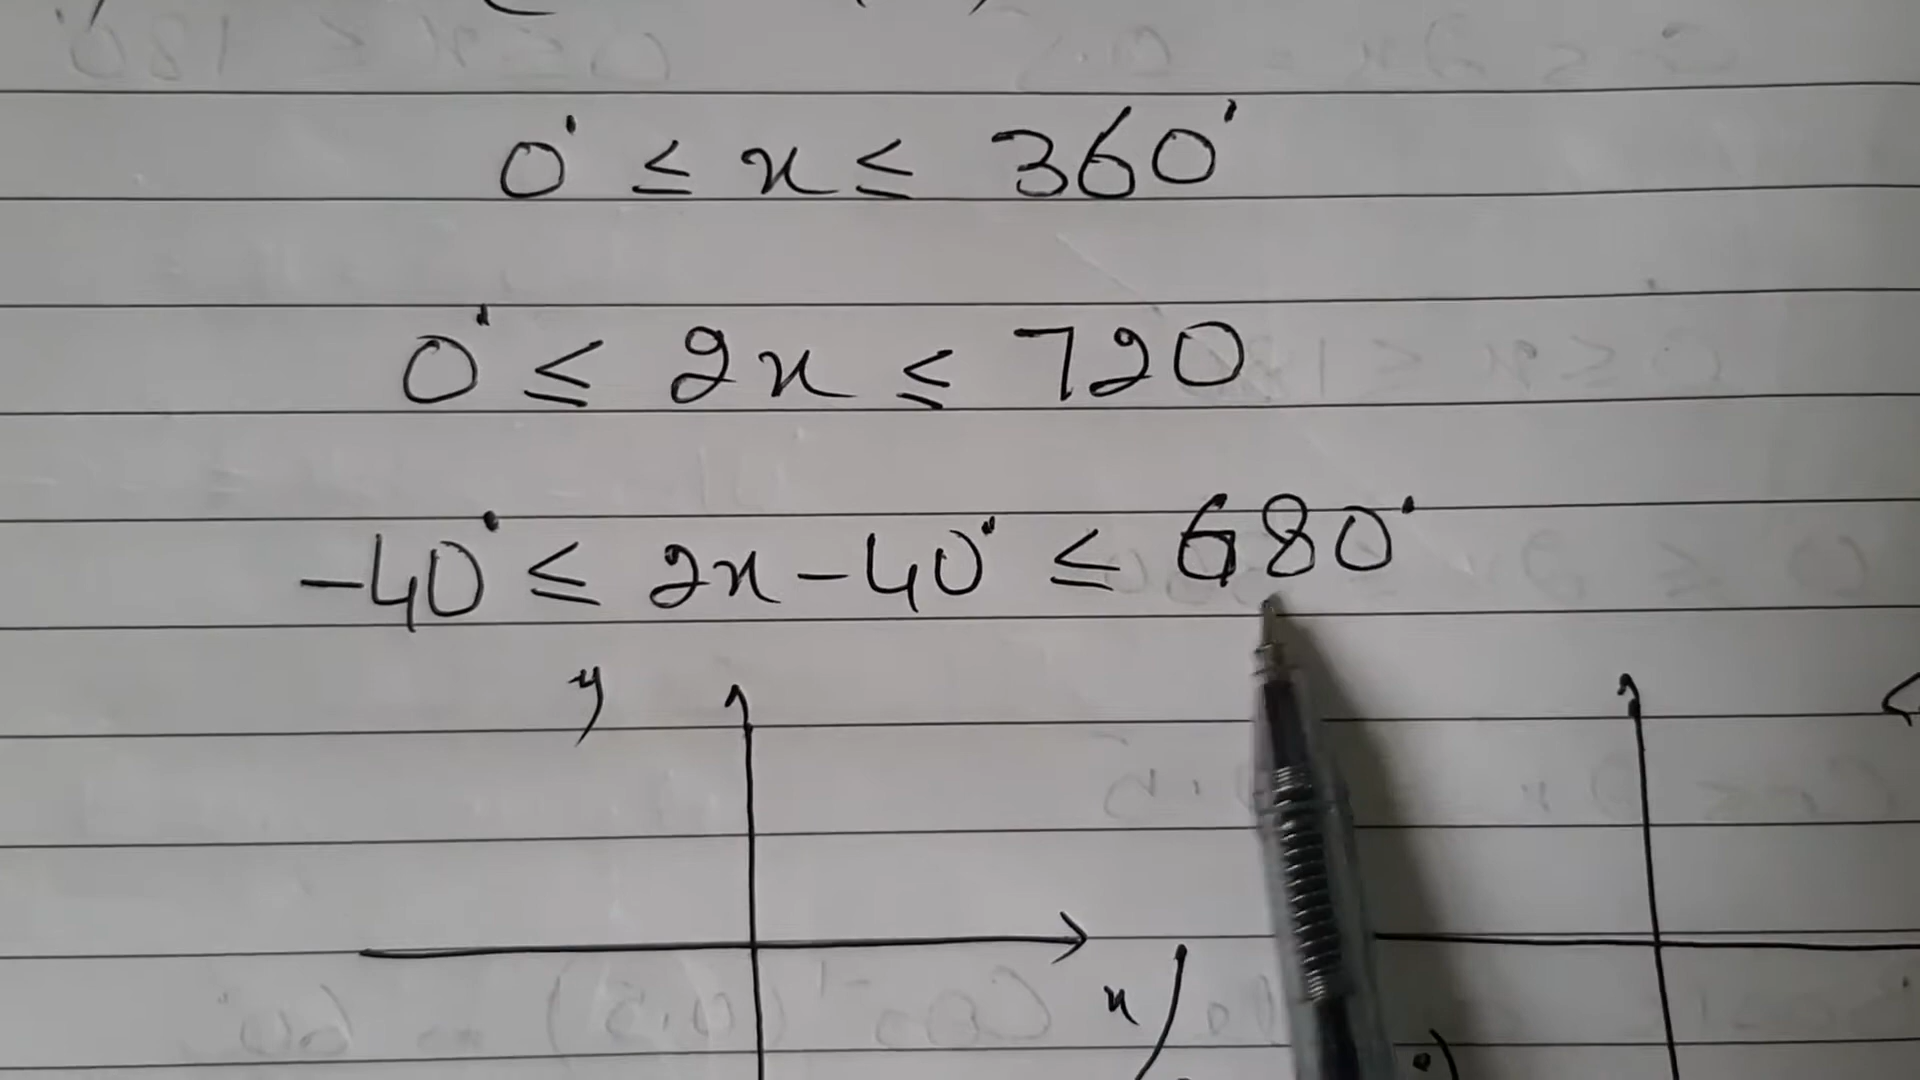 0° ≤ x ≤ 360°
0° ≤ 2x ≤ 720
-40° ≤ 2x - 40° ≤ 680°
y
x